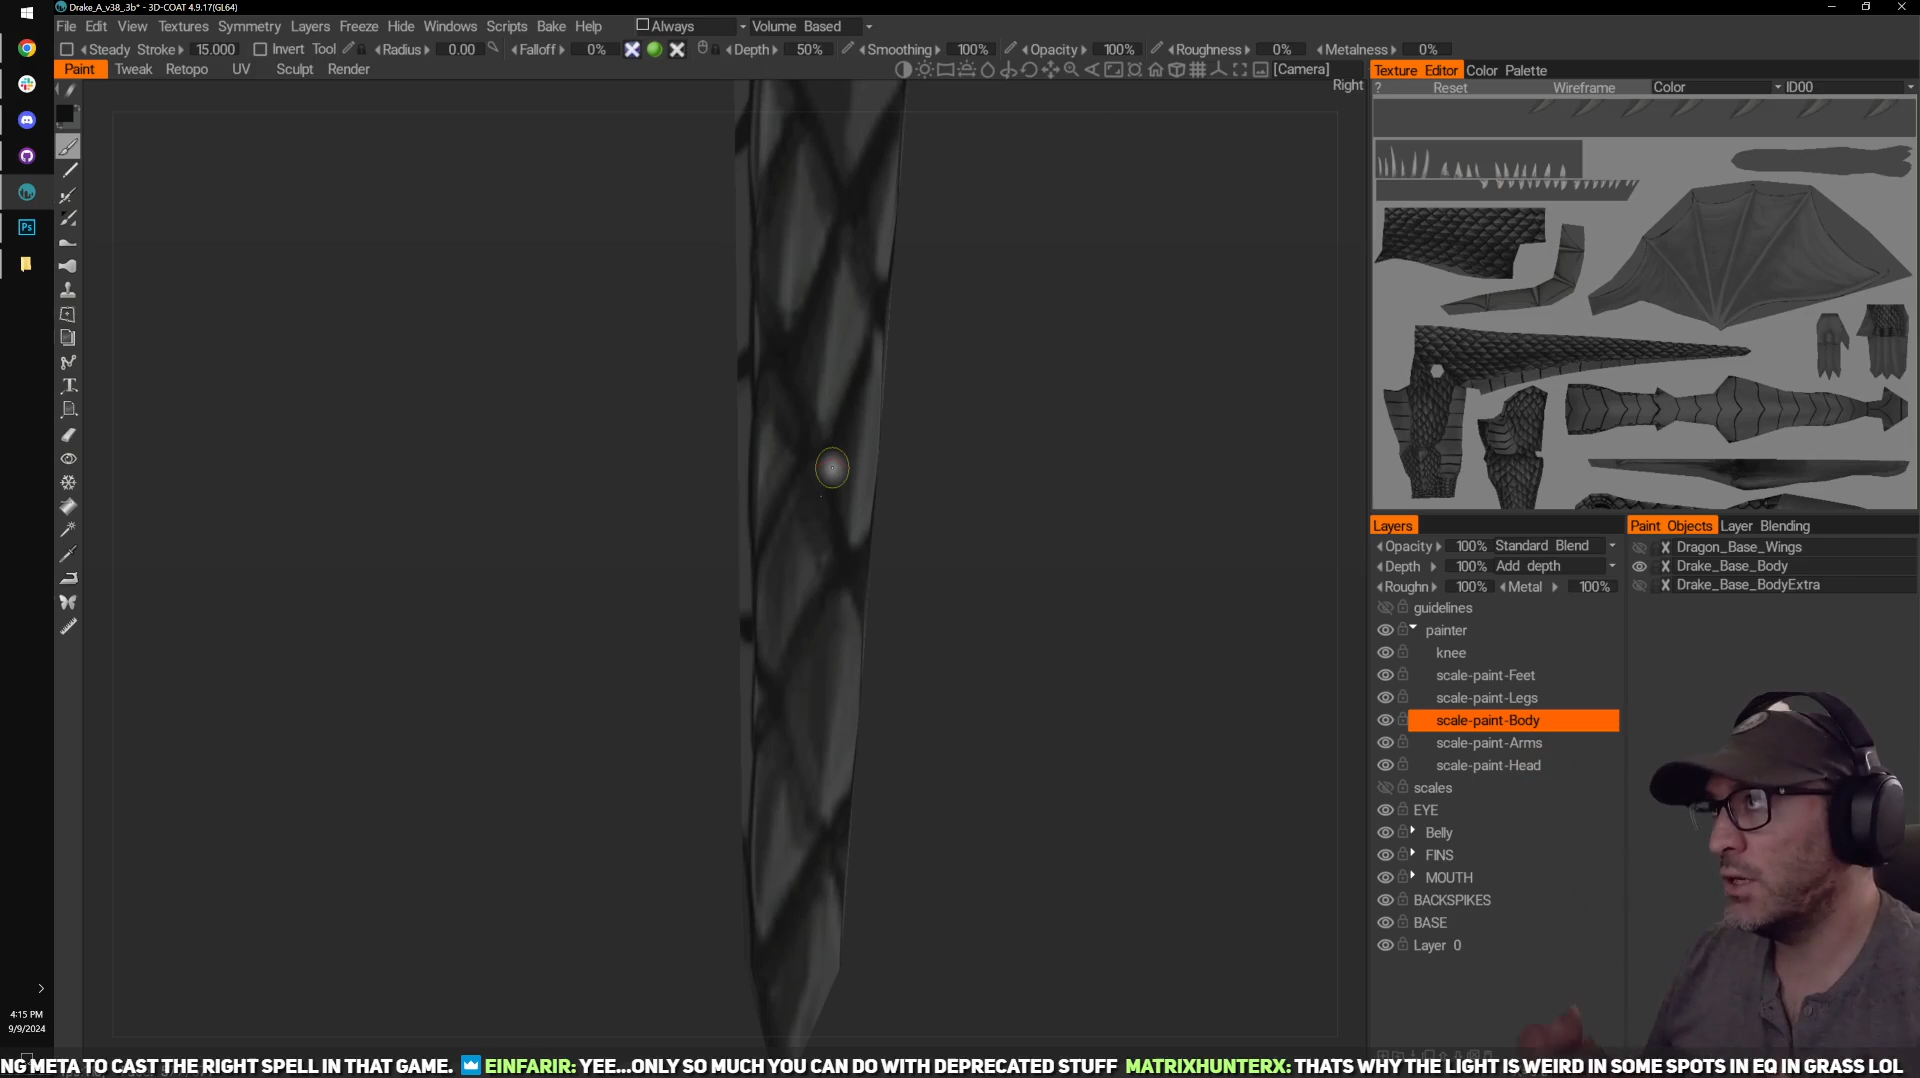 Drake_A_v38_.3b* - 3D-COAT 4.9.17(GL64)
File Edit View Textures Symmetry Layers Freeze Hide Windows Scripts Bake Help Always Volume Based
Steady Stroke 15.000 Invert Tool Radius 0.00 Falloff 0% Depth 50% Smoothing 100% Opacity 100% Roughness 0% Metalness 0%
Paint Tweak Retopo UV Sculpt Render [Camera]
Right
Texture Editor Color Palette
? Reset Wireframe Color ID00
Layers
Opacity 100% Standard Blend
Depth 100% Add depth
Roughn 100% Metal 100%
guidelines
painter
knee
scale-paint-Feet
scale-paint-Legs
scale-paint-Body
scale-paint-Arms
scale-paint-Head
scales
EYE
Belly
FINS
MOUTH
BACKSPIKES
BASE
Layer 0
Paint Objects Layer Blending
Dragon_Base_Wings
Drake_Base_Body
Drake_Base_BodyExtra
Ps
4:15 PM
9/9/2024
NG META TO CAST THE RIGHT SPELL IN THAT GAME. EINFARIR: YEE...ONLY SO MUCH YOU CAN DO WITH DEPRECATED STUFF MATRIXHUNTERX: THATS WHY THE LIGHT IS WEIRD IN SOME SPOTS IN EQ IN GRASS LOL